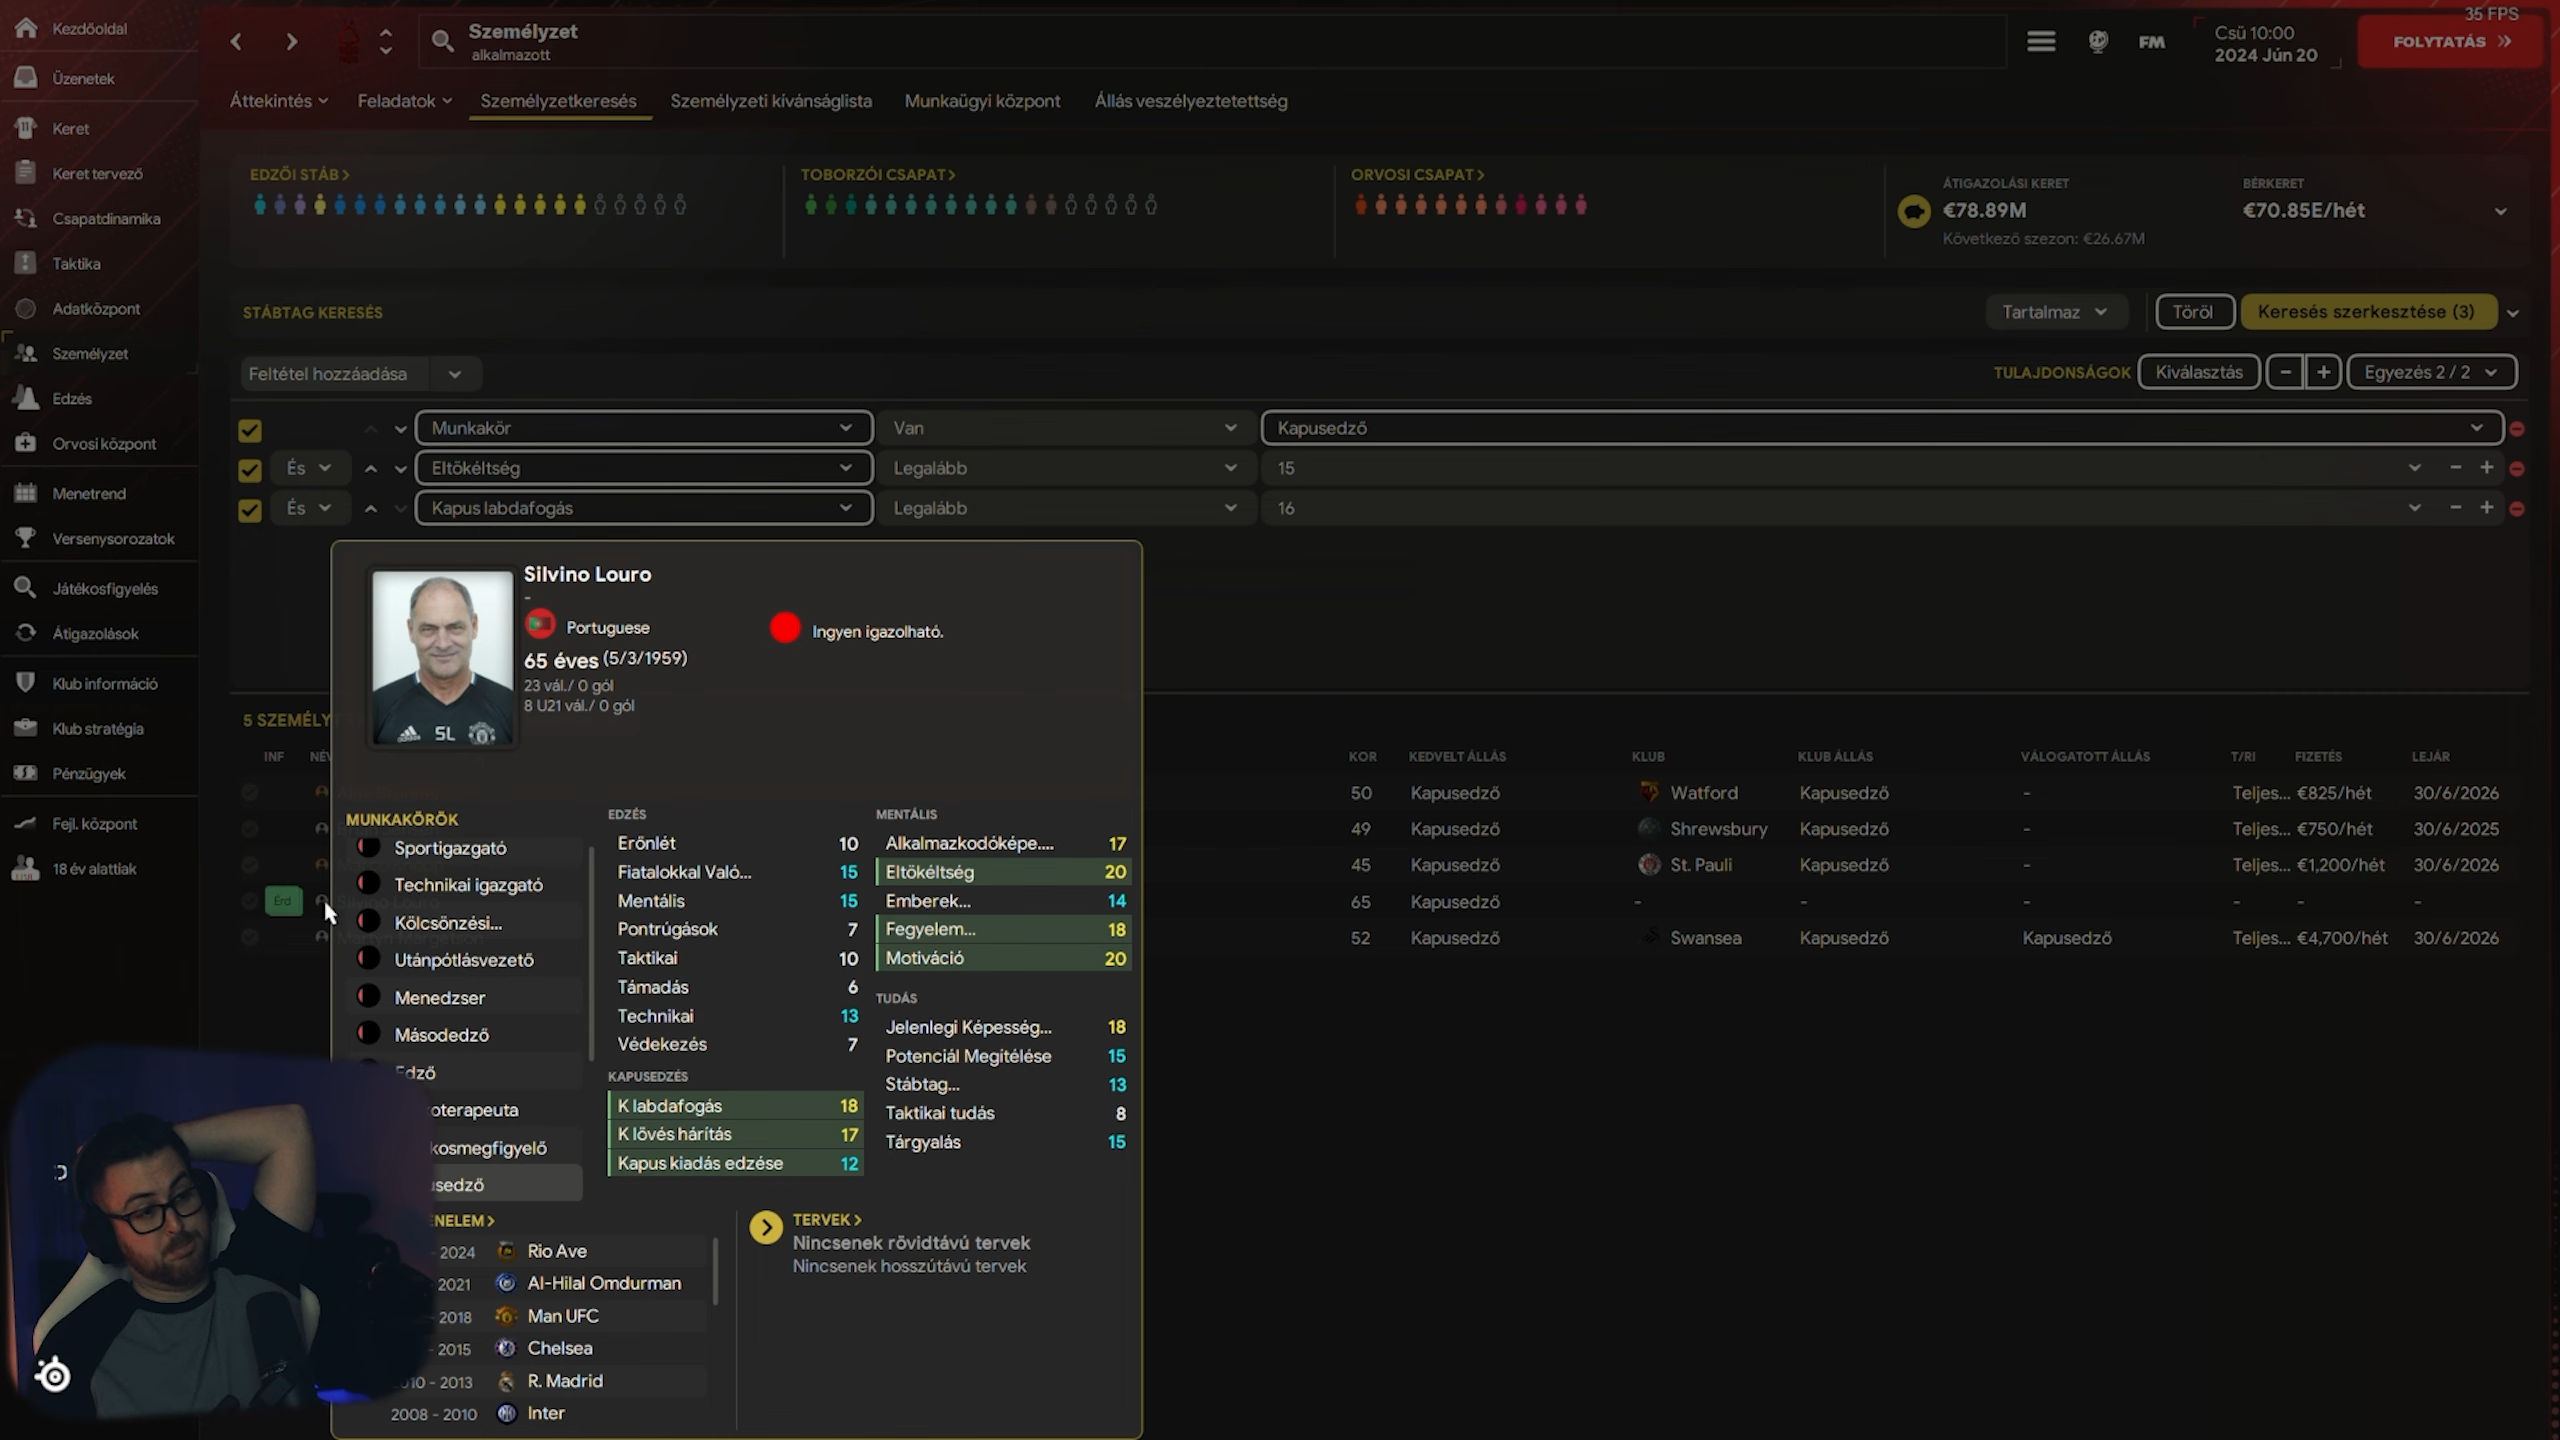 35 FPS
Kezdőoldal
Üzenetek
Keret
Keret tervező
Csapatdinamika
Taktika
Adatközpont
Személyzet
Edzés
Orvosi központ
Menetrend
Versenysorozatok
Játékosfigyelés
Átigazolások
Klub információ
Klub stratégia
Pénzügyek
Fejl. központ
18 év alattiak
Személyzet
alkalmazott
FM
Csü 10:00
2024 Jún 20
FOLYTATÁS
Áttekintés
Feladatok
Személyzetkeresés
Személyzeti kívánságlista
Munkaügyi központ
Állás veszélyeztetettség
EDZŐI STÁB >
TOBORZÓI CSAPAT >
ORVOSI CSAPAT >
ÁTIGAZOLÁSI KERET
€78.89M
Következő szezon: €26.67M
BÉRKERET
€70.85E/hét
STÁBTAG KERESÉS
Tartalmaz
Töröl
Keresés szerkesztése (3)
Feltétel hozzáadása
TULAJDONSÁGOK
Kiválasztás
- +
Egyezés 2 / 2
Munkakör Van Kapusedző
És Eltökéltség Legalább 15 - +
És Kapus labdafogás Legalább 16 - +
Silvino Louro
-
Portuguese
Ingyen igazolható.
65 éves (5/3/1959)
23 vál./ 0 gól
8 U21 vál./ 0 gól
SL
MUNKAKÖRÖK
Sportigazgató
Technikai igazgató
Kölcsönzési...
Utánpótlásvezető
Menedzser
Másodedző
Edző
oterapeuta
kosmegfigyelő
usedző
EDZÉS
Erőnlét 10
Fiatalokkal Való... 15
Mentális 15
Pontrúgások 7
Taktikai 10
Támadás 6
Technikai 13
Védekezés 7
KAPUSEDZÉS
K labdafogás 18
K lövés hárítás 17
Kapus kiadás edzése 12
MENTÁLIS
Alkalmazkodóképe.... 17
Eltökéltség 20
Emberek... 14
Fegyelem... 18
Motiváció 20
TUDÁS
Jelenlegi Képesség... 18
Potenciál Megítélése 15
Stábtag... 13
Taktikai tudás 8
Tárgyalás 15
ENELEM >
- 2024 Rio Ave
2021 Al-Hilal Omdurman
2018 Man UFC
- 2015 Chelsea
10 - 2013 R. Madrid
2008 - 2010 Inter
TERVEK >
Nincsenek rövidtávú tervek
Nincsenek hosszútávú tervek
5 SZEMÉLY
INF NÉV KOR KEDVELT ÁLLÁS KLUB KLUB ÁLLÁS VÁLOGATOTT ÁLLÁS T/RI FIZETÉS LEJÁR
50 Kapusedző Watford Kapusedző - Teljes... €825/hét 30/6/2026
49 Kapusedző Shrewsbury Kapusedző - Teljes... €750/hét 30/6/2025
45 Kapusedző St. Pauli Kapusedző - Teljes... €1,200/hét 30/6/2026
Érd Silvino Louro 65 Kapusedző - - - - - -
52 Kapusedző Swansea Kapusedző Kapusedző Teljes... €4,700/hét 30/6/2026